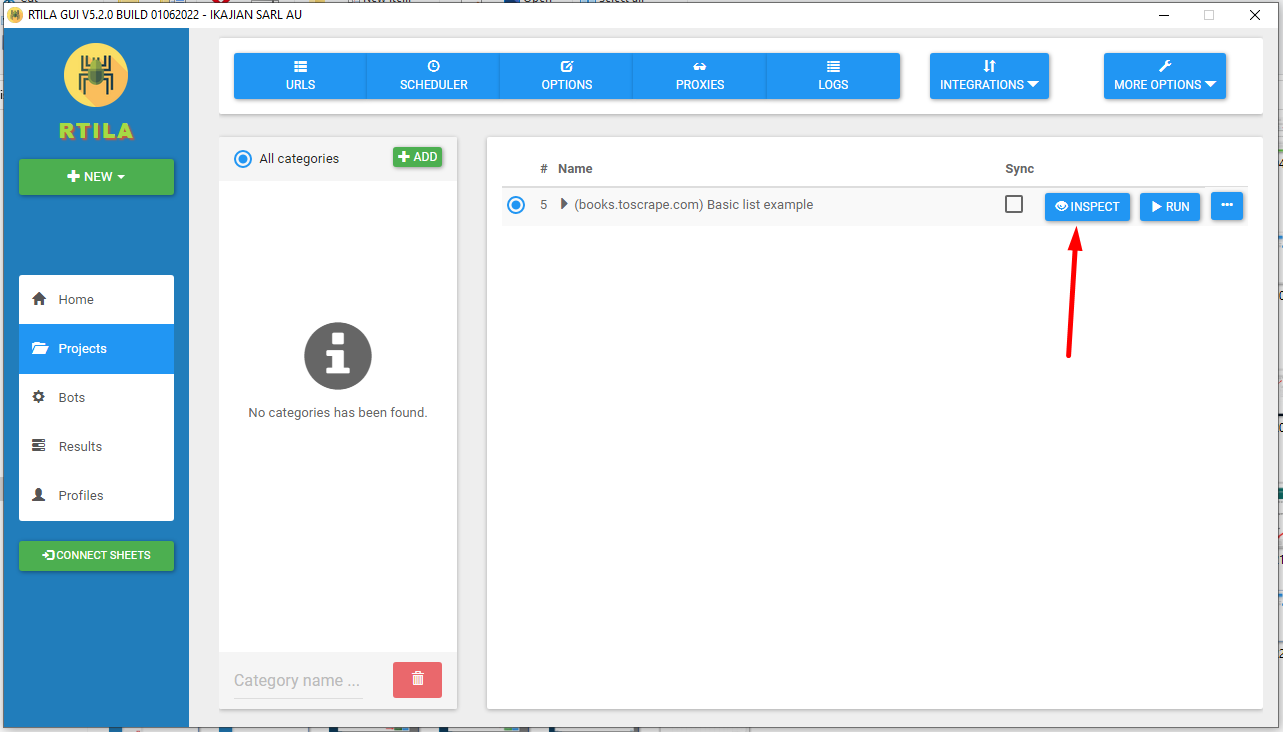 RTILA GUI V5.2.0 BUILD 01062022 - IKAJIAN SARL AU
RTILA
NEW
Home
Projects
Bots
Results
Profiles
CONNECT SHEETS
URLS
SCHEDULER
OPTIONS
PROXIES
LOGS
INTEGRATIONS
MORE OPTIONS
All categories
ADD
No categories has been found.
Category name ...
# Name Sync
5 (books.toscrape.com) Basic list example INSPECT RUN